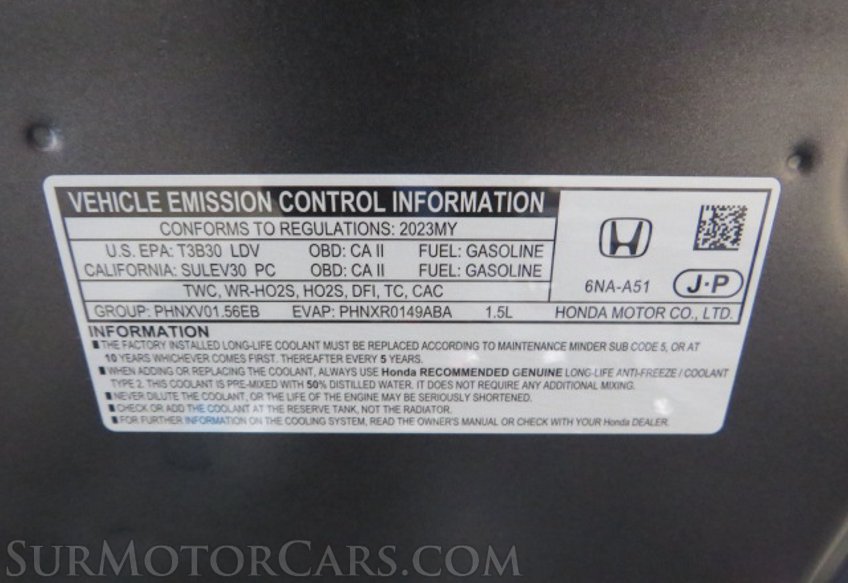 VEHICLE EMISSION CONTROL INFORMATION
CONFORMS TO REGULATIONS: 2023MY
U.S. EPA: T3B30 LDV OBD: CA II FUEL: GASOLINE
CALIFORNIA: SULEV30 PC OBD: CA II FUEL: GASOLINE
TWC, WR-HO2S, HO2S, DFI, TC, CAC
GROUP: PHNXV01.56EB EVAP: PHNXR0149ABA 1.5L
6NA-A51
J·P
HONDA MOTOR CO., LTD.
INFORMATION
■ THE FACTORY INSTALLED LONG-LIFE COOLANT MUST BE REPLACED ACCORDING TO MAINTENANCE MINDER SUB CODE 5, OR AT
10 YEARS WHICHEVER COMES FIRST. THEREAFTER EVERY 5 YEARS.
■ WHEN ADDING OR REPLACING THE COOLANT, ALWAYS USE Honda RECOMMENDED GENUINE LONG-LIFE ANTI-FREEZE / COOLANT
TYPE 2. THIS COOLANT IS PRE-MIXED WITH 50% DISTILLED WATER. IT DOES NOT REQUIRE ANY ADDITIONAL MIXING.
■ NEVER DILUTE THE COOLANT, OR THE LIFE OF THE ENGINE MAY BE SERIOUSLY SHORTENED.
■ CHECK OR ADD THE COOLANT AT THE RESERVE TANK, NOT THE RADIATOR.
■ FOR FURTHER INFORMATION ON THE COOLING SYSTEM, READ THE OWNER'S MANUAL OR CHECK WITH YOUR Honda DEALER.
SURMOTORCARS.COM